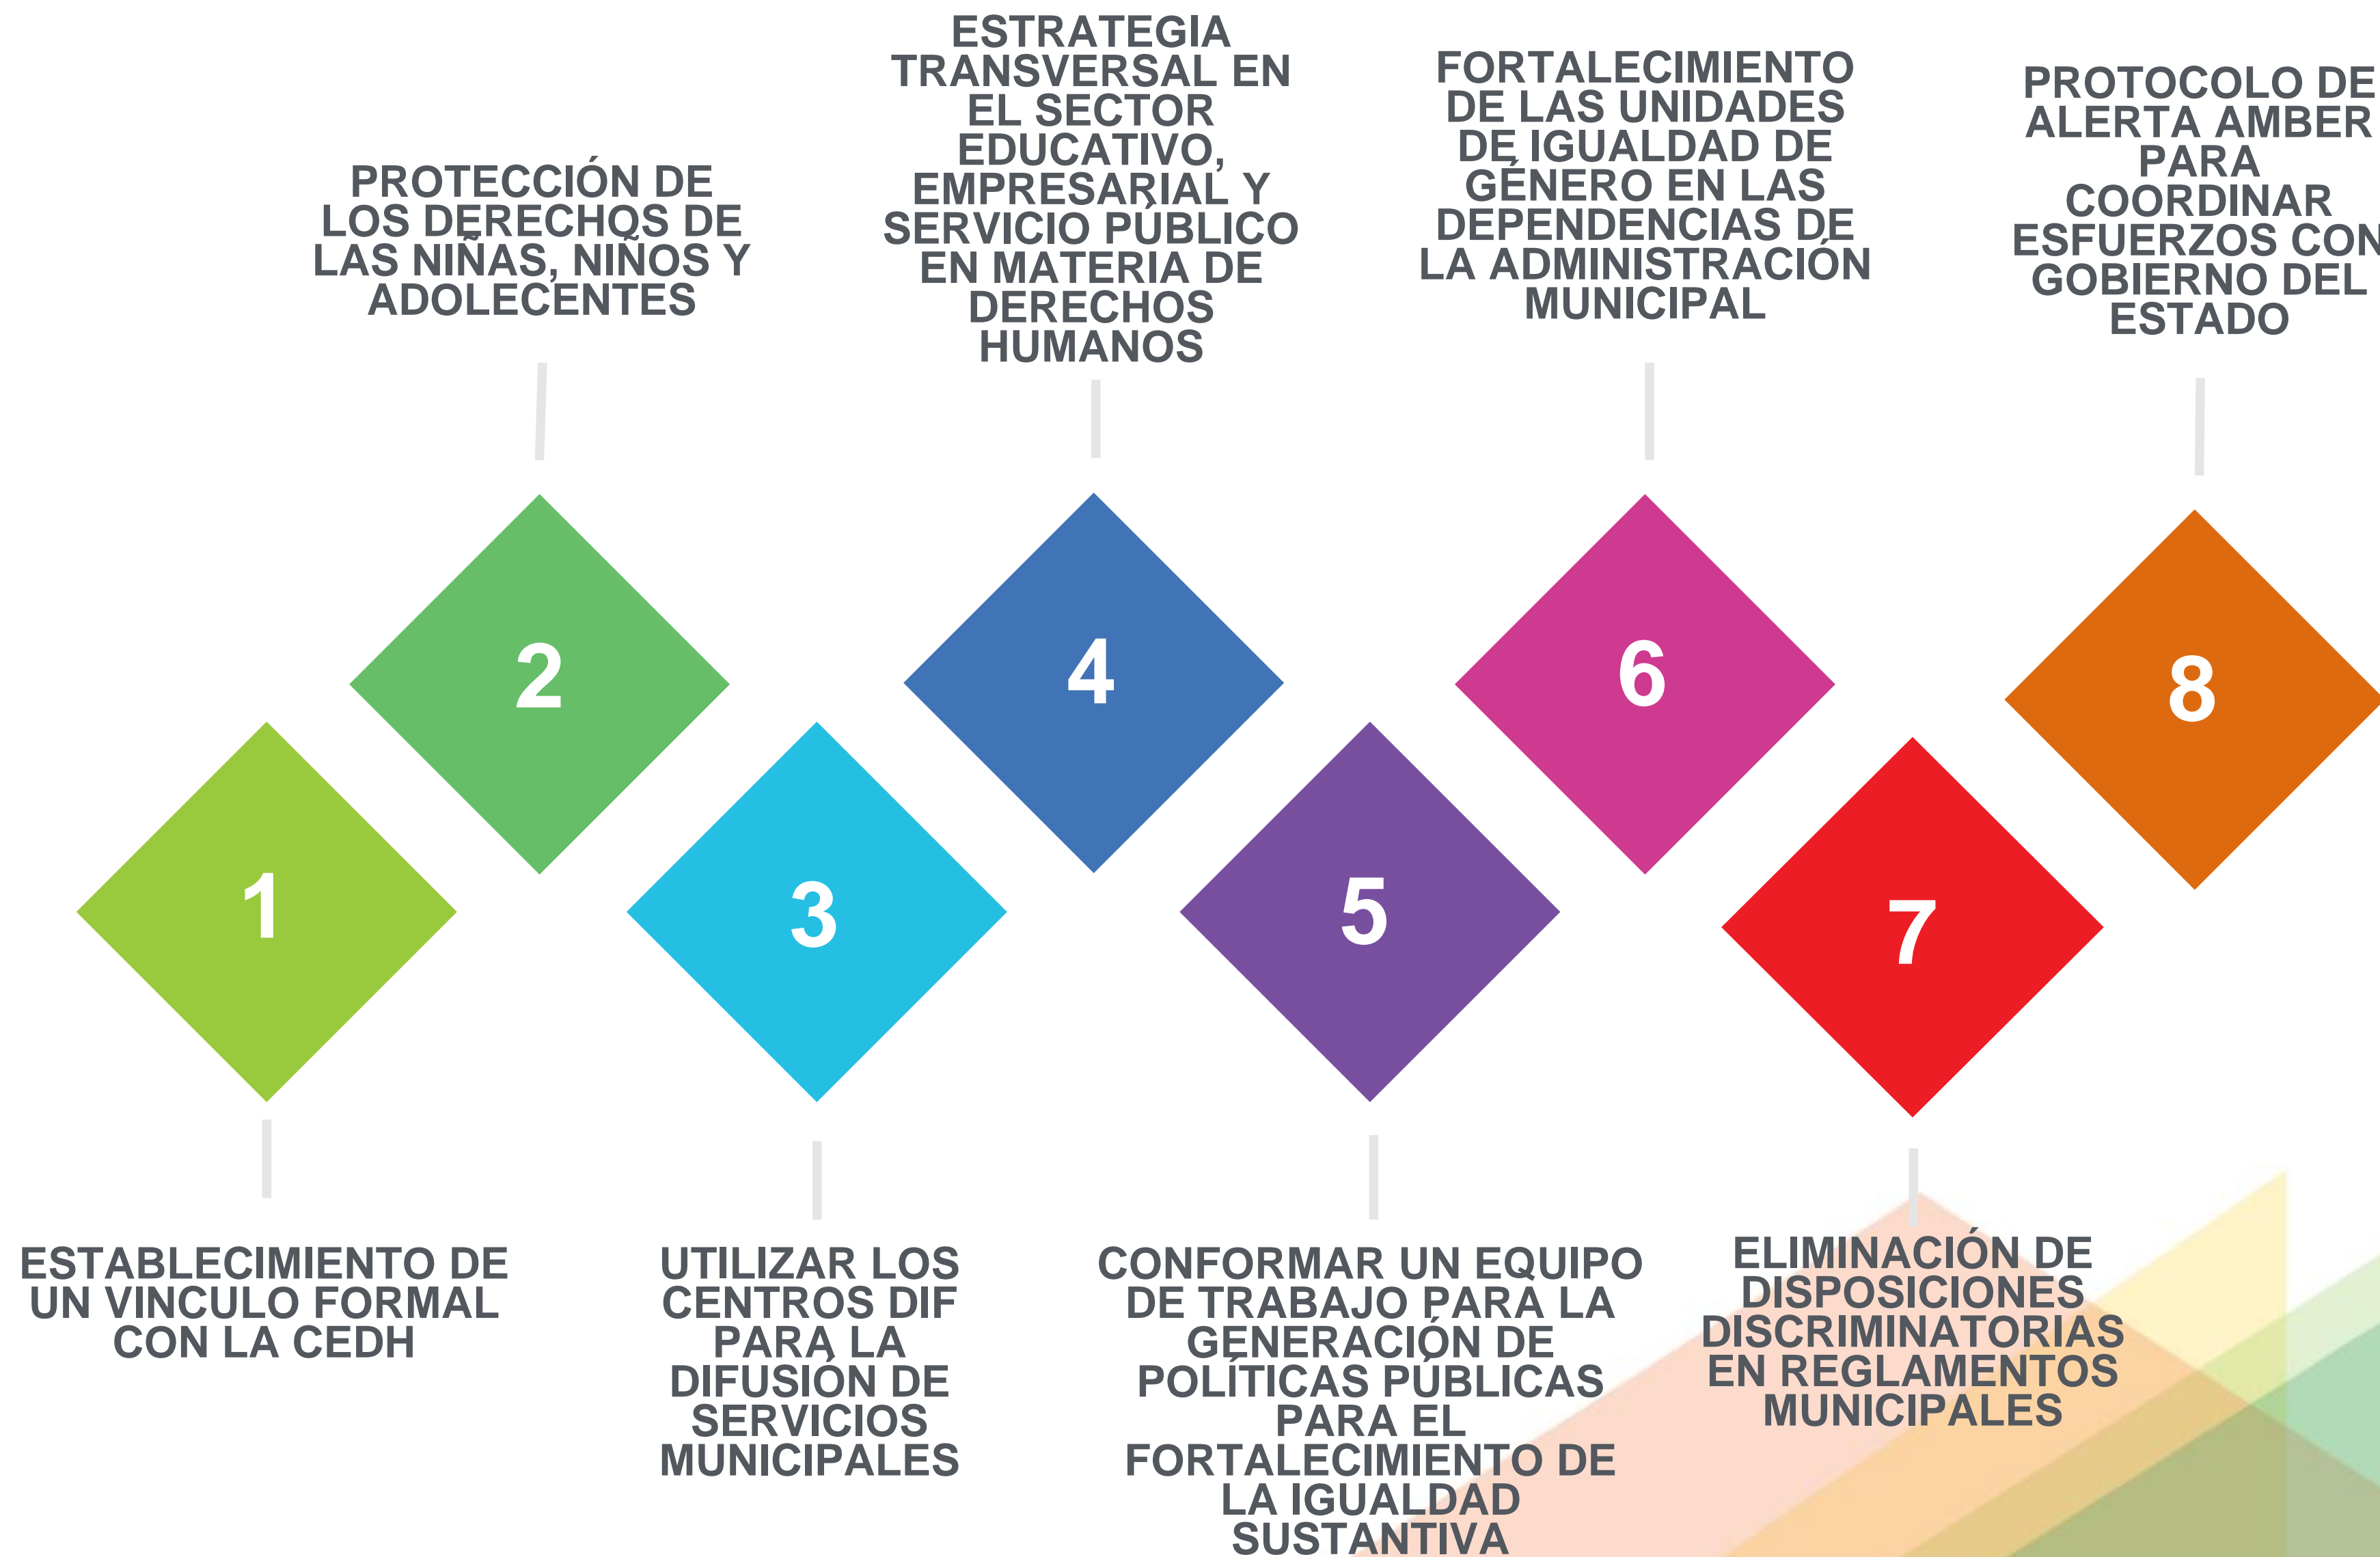 ESTABLECIMIENTO DE
UN VINCULO FORMAL
CON LA CEDH
1
PROTECCIÓN DE
LOS DERECHOS DE
LAS NIÑAS, NIÑOS Y
ADOLECENTES
2
UTILIZAR LOS
CENTROS DIF
PARA LA
DIFUSIÓN DE
SERVICIOS
MUNICIPALES
3
ESTRATEGIA
TRANSVERSAL EN
EL SECTOR
EDUCATIVO,
EMPRESARIAL Y
SERVICIO PÚBLICO
EN MATERIA DE
DERECHOS
HUMANOS
4
CONFORMAR UN EQUIPO
DE TRABAJO PARA LA
GENERACIÓN DE
POLÍTICAS PÚBLICAS
PARA EL
FORTALECIMIENTO DE
LA IGUALDAD
SUSTANTIVA
5
FORTALECIMIENTO
DE LAS UNIDADES
DE IGUALDAD DE
GÉNERO EN LAS
DEPENDENCIAS DE
LA ADMINISTRACIÓN
MUNICIPAL
6
ELIMINACIÓN DE
DISPOSICIONES
DISCRIMINATORIAS
EN REGLAMENTOS
MUNICIPALES
7
PROTOCOLO DE
ALERTA AMBER
PARA
COORDINAR
ESFUERZOS CON
GOBIERNO DEL
ESTADO
8